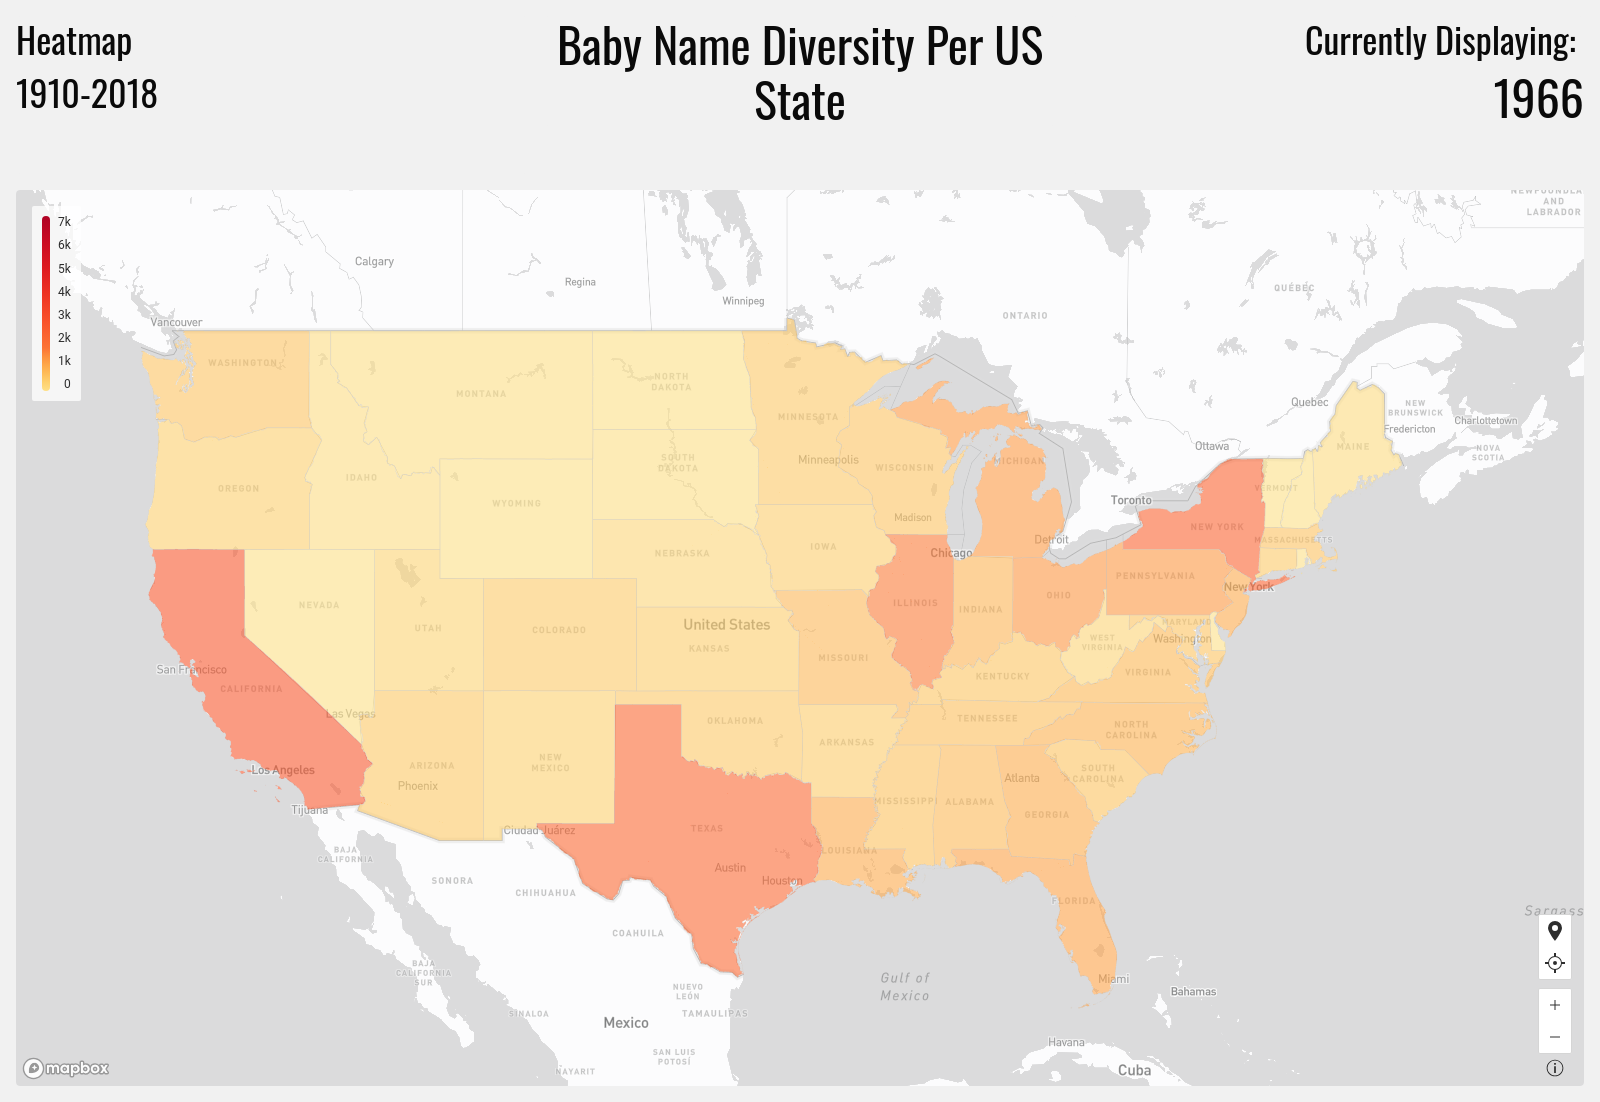 Heatmap
1910-2018
Baby Name Diversity Per US
State
Currently Displaying:
1966
7k
6k
5k
4k
3k
2k
1k
0
NEWFOUNDLA
AND
LABRADOR
Calgary
Regina
Winnipeg
ONTARIO
QUÉBEC
Vancouver
WASHINGTON
MONTANA
NORTH
DAKOTA
MINNESOTA
Minneapolis
OREGON
IDAHO
WYOMING
SOUTH
DAKOTA
WISCONSIN
Madison
MICHIGAN
Detroit
Toronto
Ottawa
Quebec
NEW
BRUNSWICK
Fredericton
Charlottetown
NOVA
SCOTIA
MAINE
VERMONT
NEW YORK
MASSACHUSETTS
NEBRASKA
IOWA
Chicago
ILLINOIS
INDIANA
OHIO
PENNSYLVANIA
New York
NEVADA
UTAH
COLORADO
United States
KANSAS
MISSOURI
KENTUCKY
WEST
VIRGINIA
MARYLAND
Washington
VIRGINIA
San Francisco
CALIFORNIA
Las Vegas
Los Angeles
Tijuana
ARIZONA
Phoenix
NEW
MEXICO
OKLAHOMA
ARKANSAS
TENNESSEE
NORTH
CAROLINA
SOUTH
CAROLINA
Atlanta
MISSISSIPPI
ALABAMA
GEORGIA
Ciudad Juárez
TEXAS
Austin
Houston
LOUISIANA
FLORIDA
Miami
BAJA
CALIFORNIA
SONORA
CHIHUAHUA
COAHUILA
BAJA
CALIFORNIA
SUR
NUEVO
LEÓN
SINALOA
Mexico
TAMAULIPAS
SAN LUIS
POTOSÍ
NAYARIT
Gulf of
Mexico
Sargass
Bahamas
Havana
Cuba
mapbox